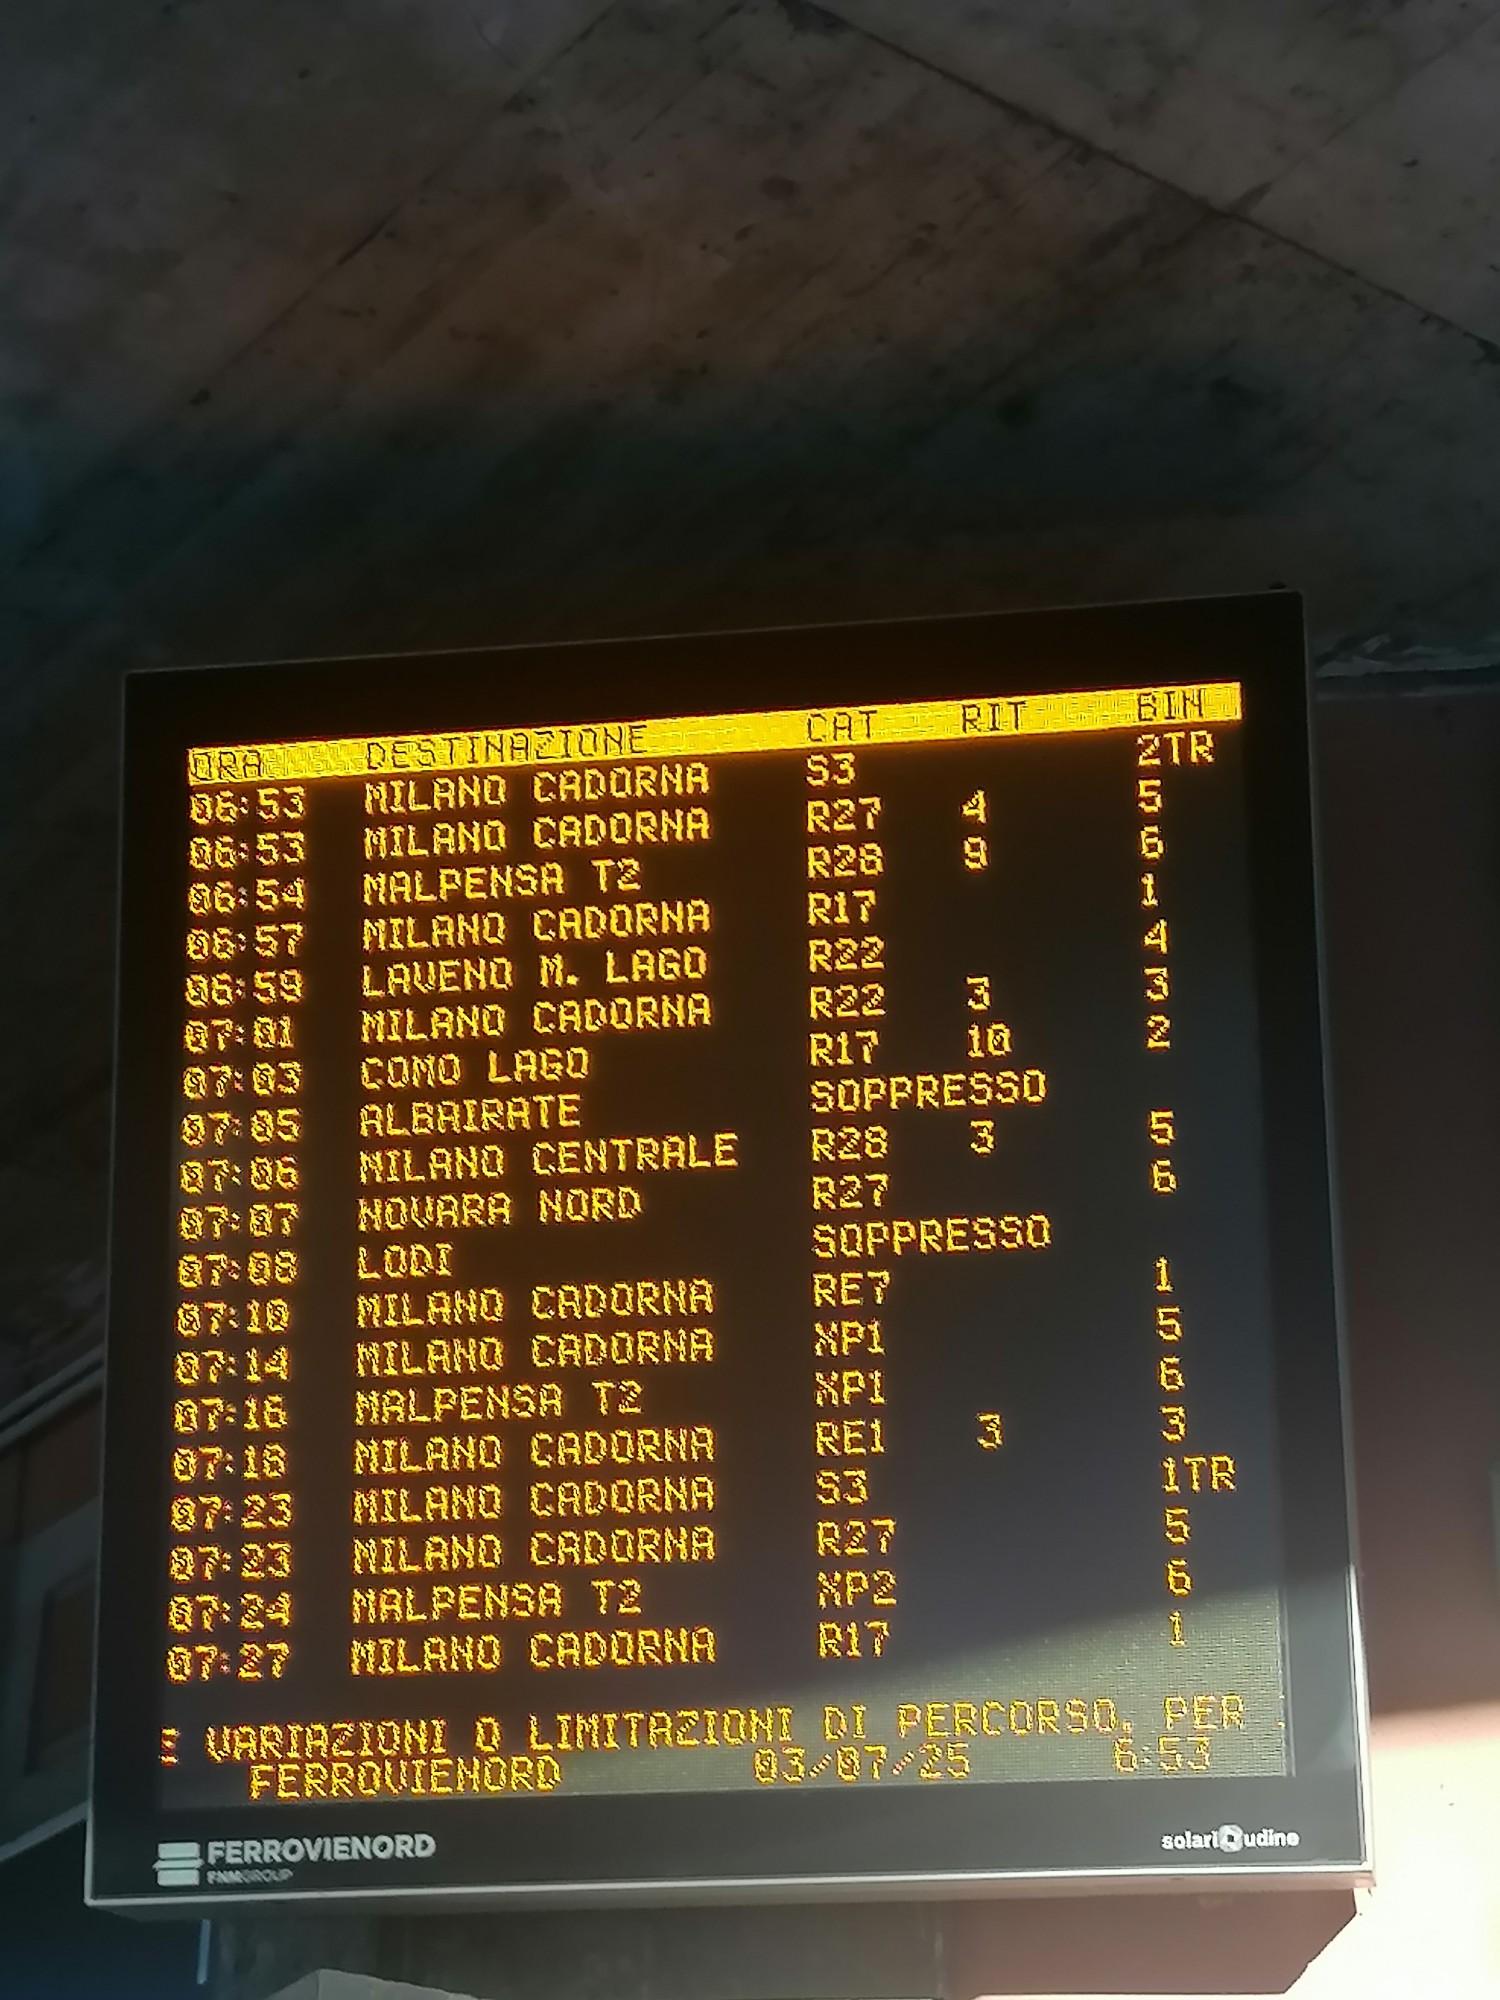 ORA DESTINAZIONE CAT RIT BIN
06:53 MILANO CADORNA S3 2TR
06:53 MILANO CADORNA R27 4 5
06:54 MALPENSA T2 R28 9 6
06:57 MILANO CADORNA R17 1
06:59 LAVENO M. LAGO R22 4
07:01 MILANO CADORNA R22 3 3
07:03 COMO LAGO R17 10 2
07:05 ALBAIRATE SOPPRESSO
07:06 MILANO CENTRALE R28 3 5
07:07 NOVARA NORD R27 6
07:08 LODI SOPPRESSO
07:10 MILANO CADORNA RE7 1
07:14 MILANO CADORNA XP1 5
07:16 MALPENSA T2 XP1 6
07:18 MILANO CADORNA RE1 3 3
07:23 MILANO CADORNA S3 1TR
07:23 MILANO CADORNA R27 5
07:24 MALPENSA T2 XP2 6
07:27 MILANO CADORNA R17 1
E VARIAZIONI O LIMITAZIONI DI PERCORSO. PER
FERROVIENORD 03/07/25 6:53
FERROVIENORD
FNMGROUP
solari udine